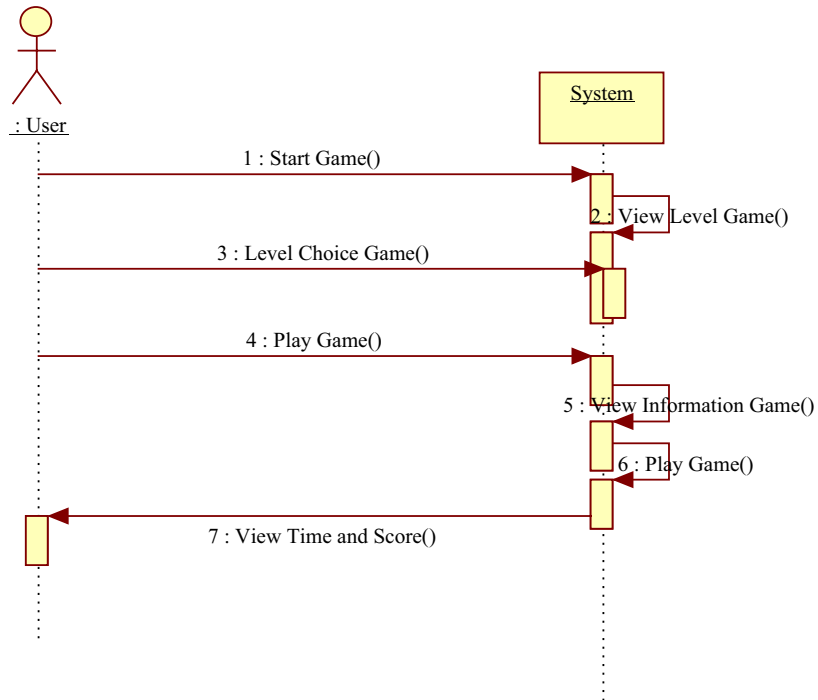 : User
System
1 : Start Game()
2 : View Level Game()
3 : Level Choice Game()
4 : Play Game()
5 : View Information Game()
6 : Play Game()
7 : View Time and Score()